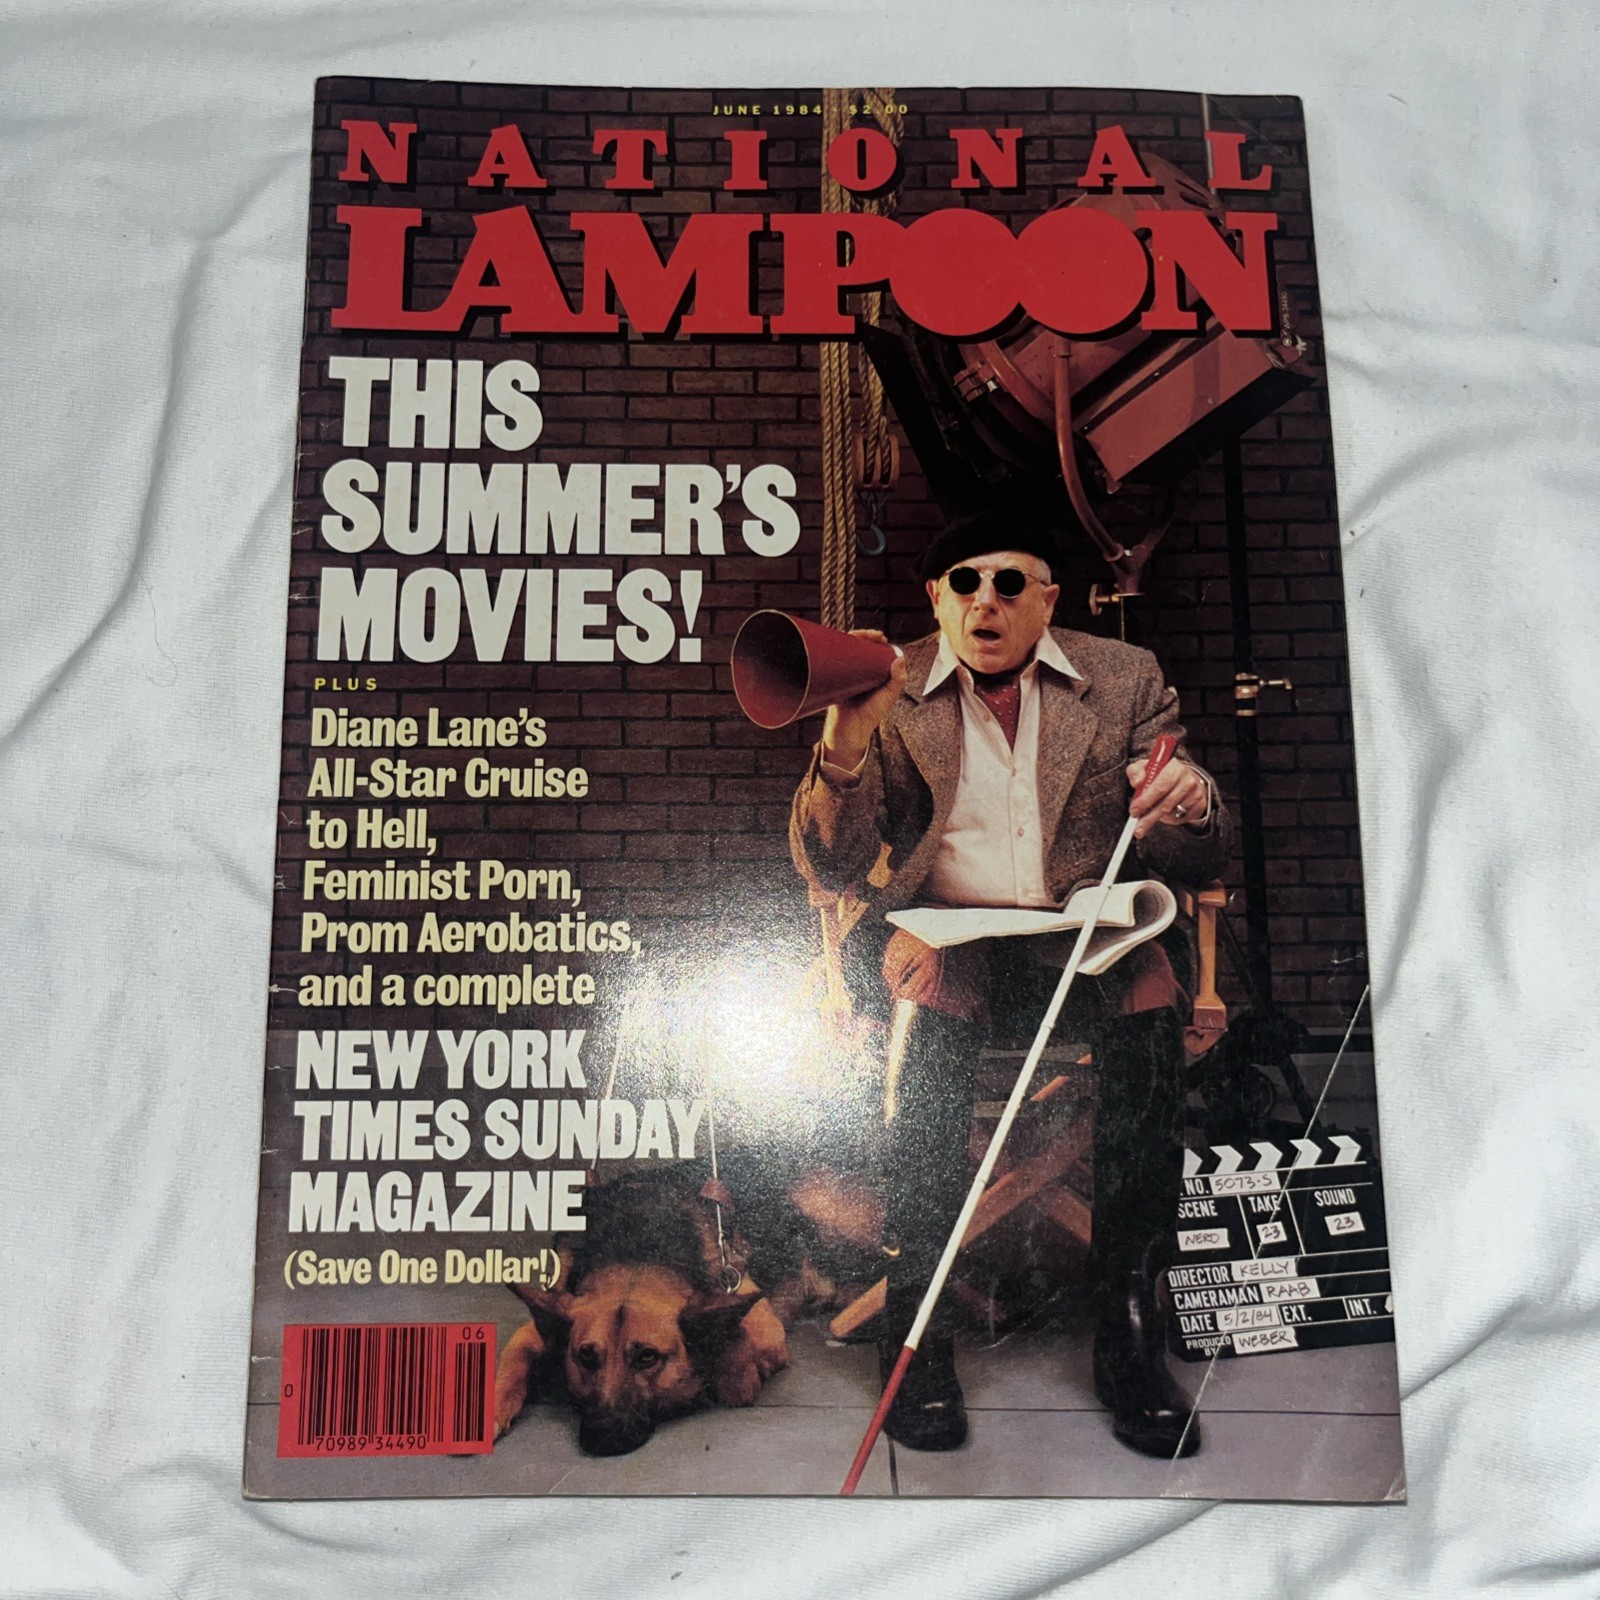 JUNE 1984 · $2.00
NATIONAL
LAMPOON
THIS
SUMMER'S
MOVIES!
PLUS
Diane Lane's
All-Star Cruise
to Hell,
Feminist Porn,
Prom Aerobatics,
and a complete
NEW YORK
TIMES SUNDAY
MAGAZINE
(Save One Dollar!)
NO. 5073-S
SCENE TAKE SOUND
NERD 23 23
DIRECTOR KELLY
CAMERAMAN RAAB
DATE 5/2/84 EXT. INT.
PRODUCED
BY WEBER
06
0 70989 34490